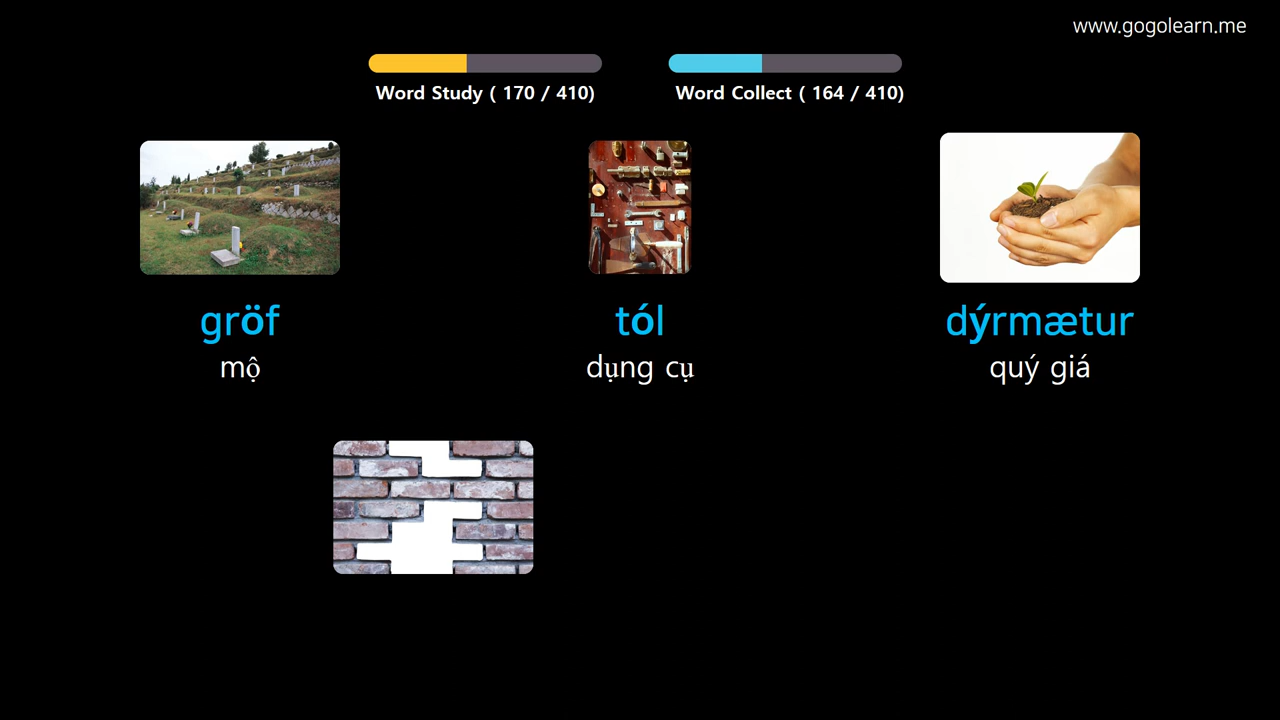 www.gogolearn.me
Word Study ( 170 / 410)
Word Collect ( 164 / 410)
gröf
mộ
tól
dụng cụ
dýrmætur
quý giá